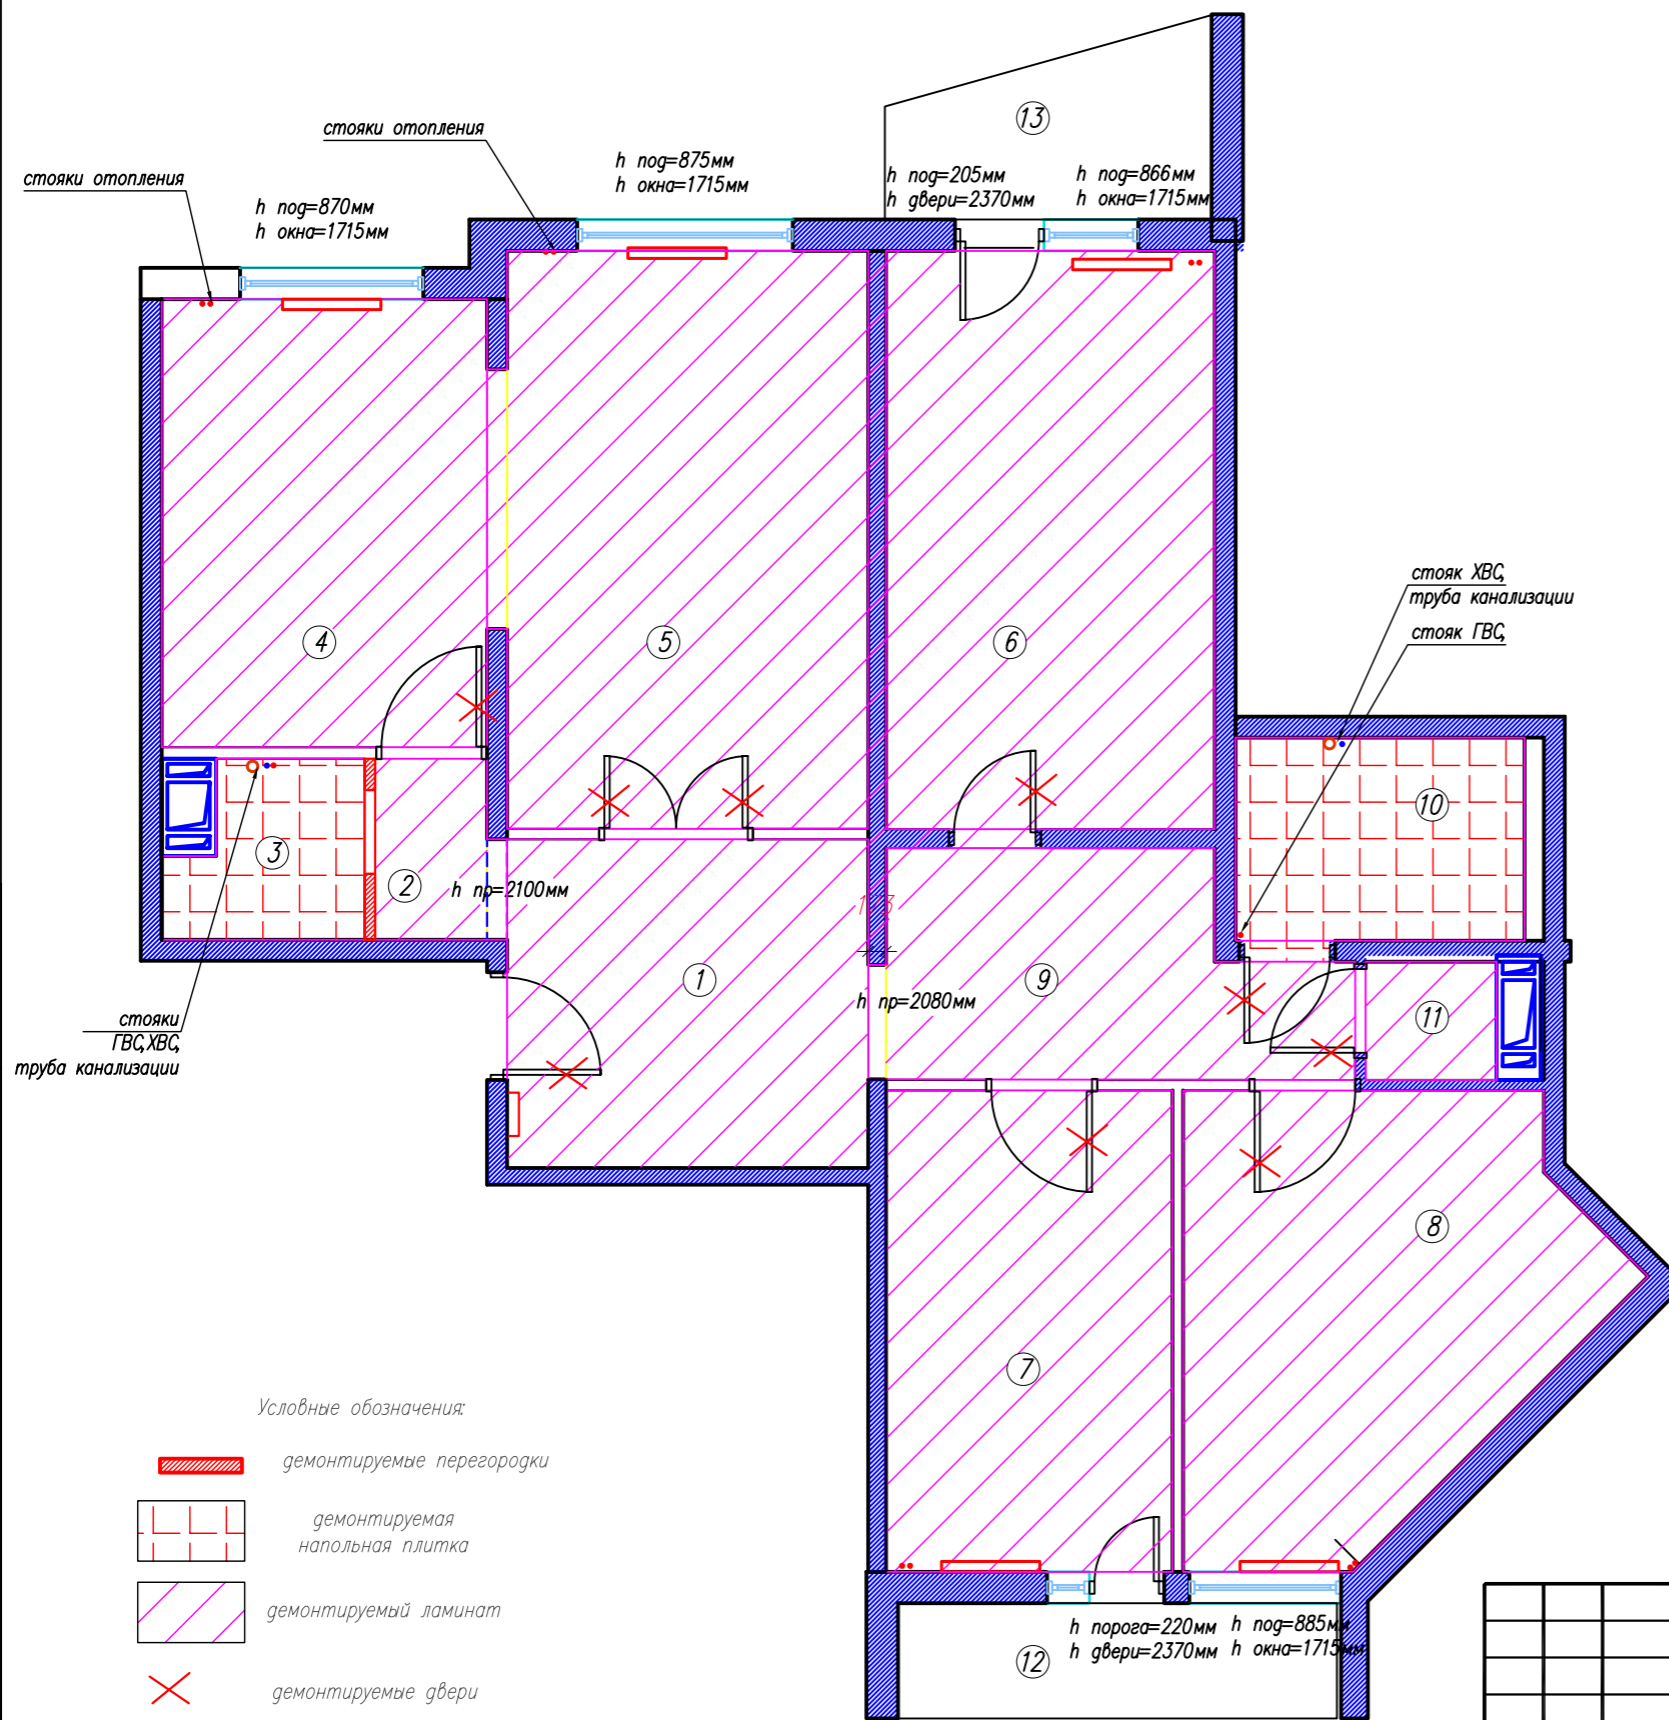 13
стояки отопления
h под=875мм
h окна=1715мм
h под=205мм
h двери=2370мм
h под=866мм
h окна=1715мм
стояки отопления
h под=870мм
h окна=1715мм
стояк ХВС,
труба канализации
стояк ГВС,
4
5
6
10
3
2
h пр=2100мм
1
9
h пр=2080мм
11
стояки
ГВС,ХВС,
труба канализации
8
7
Условные обозначения:
демонтируемые перегородки
демонтируемая
напольная плитка
демонтируемый ламинат
демонтируемые двери
h порога=220мм
h двери=2370мм
h под=885мм
h окна=1715мм
12